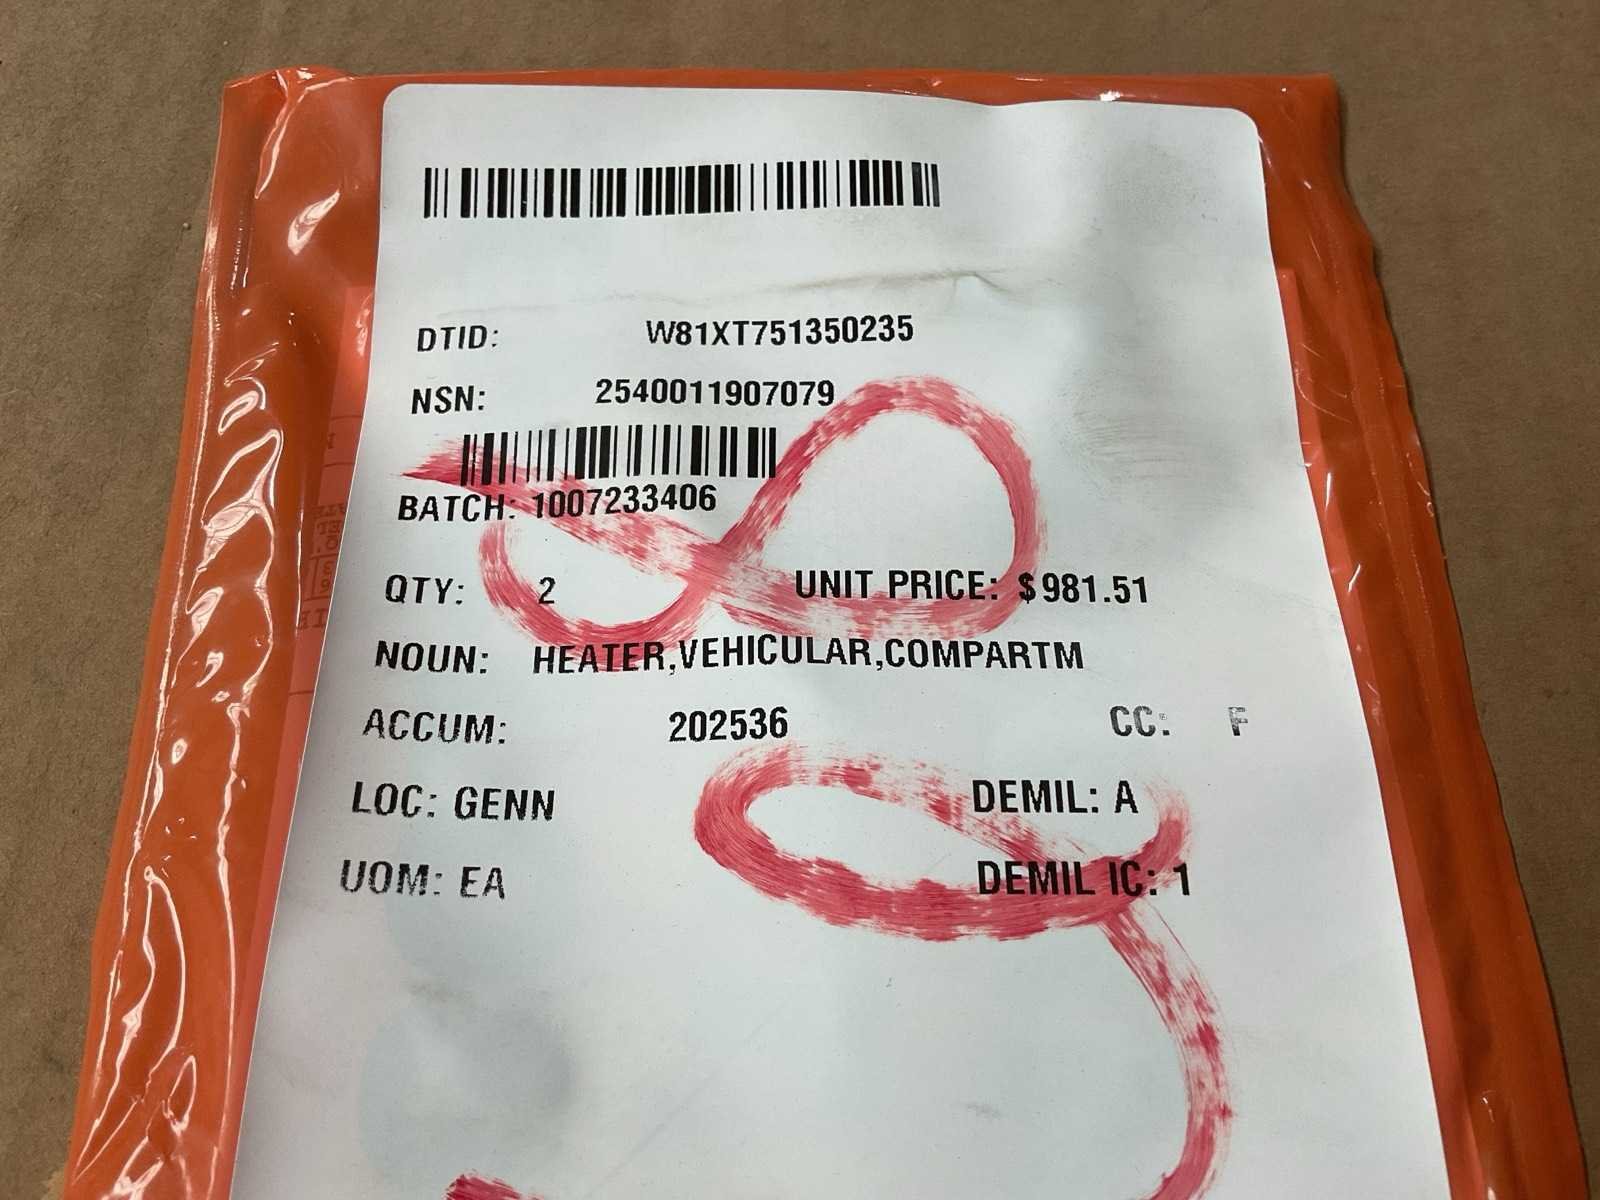 DTID: W81XT751350235
NSN: 2540011907079
BATCH: 1007233406
QTY: 2 UNIT PRICE: $981.51
NOUN: HEATER,VEHICULAR,COMPARTM
ACCUM: 202536 CC: F
LOC: GENN DEMIL: A
UOM: EA DEMIL IC: 1